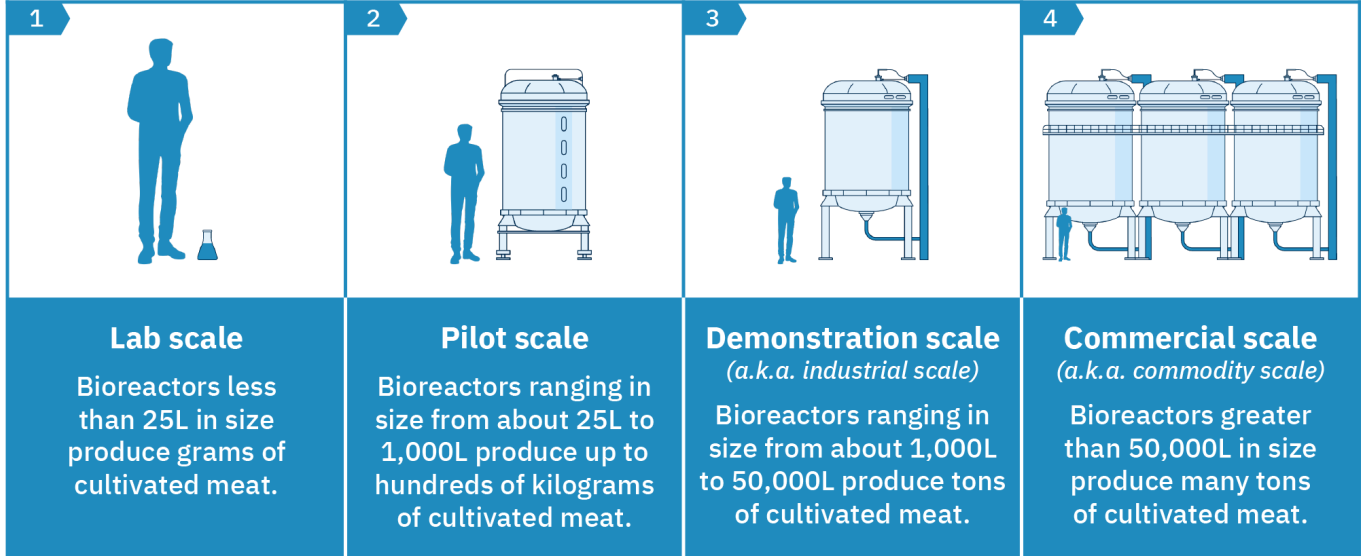 1
Lab scale
Bioreactors less
than 25L in size
produce grams of
cultivated meat.
2
Pilot scale
Bioreactors ranging in
size from about 25L to
1,000L produce up to
hundreds of kilograms
of cultivated meat.
3
Demonstration scale
(a.k.a. industrial scale)
Bioreactors ranging in
size from about 1,000L
to 50,000L produce tons
of cultivated meat.
4
Commercial scale
(a.k.a. commodity scale)
Bioreactors greater
than 50,000L in size
produce many tons
of cultivated meat.